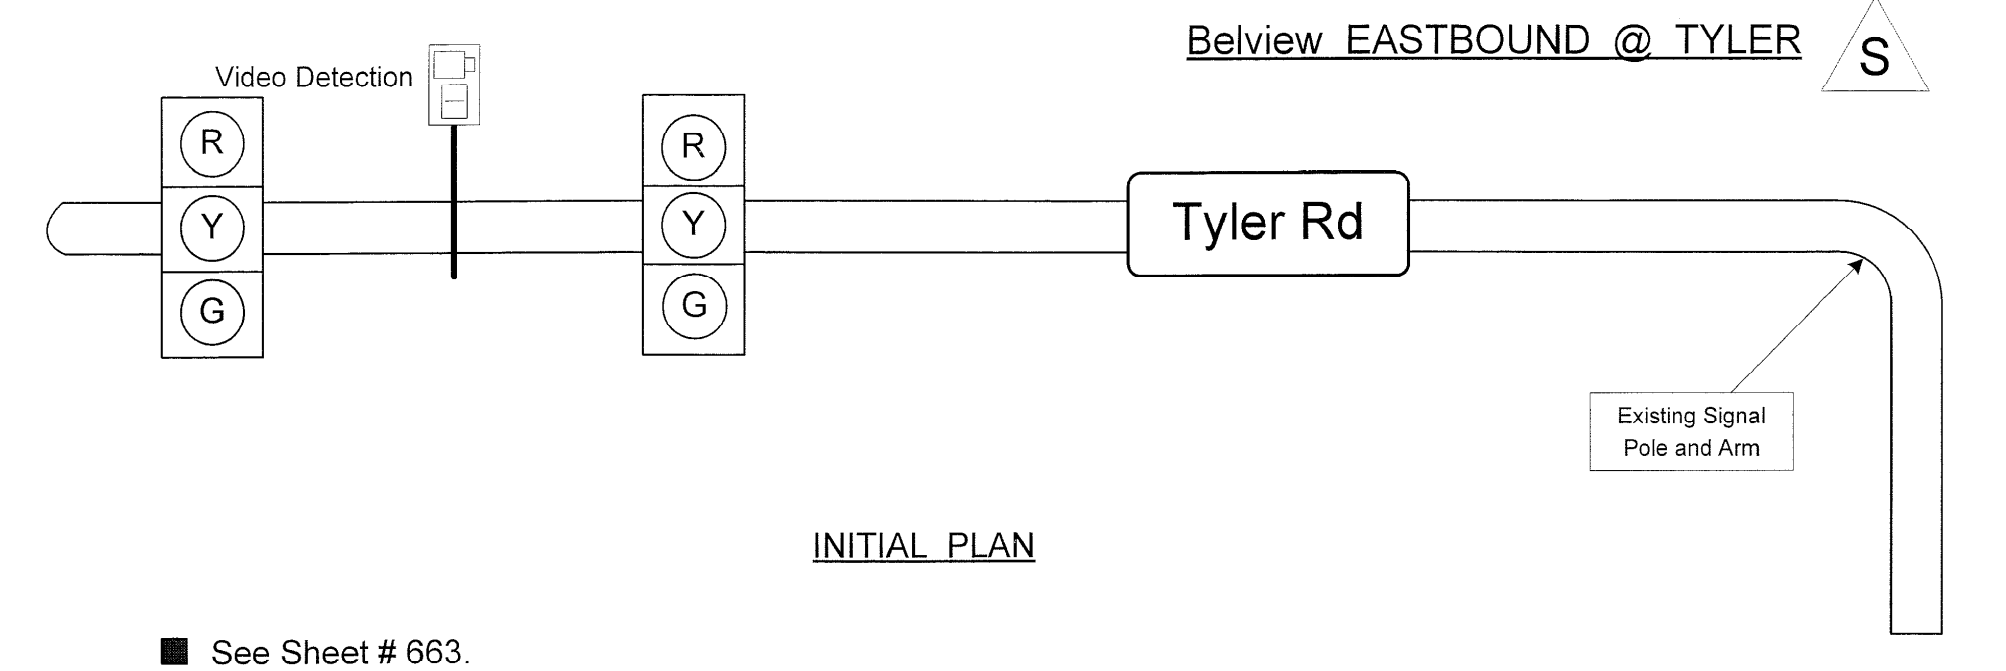 Belview EASTBOUND @ TYLER
S
Video Detection
R
Y
G
R
Y
G
Tyler Rd
Existing Signal
Pole and Arm
INITIAL PLAN
See Sheet # 663.